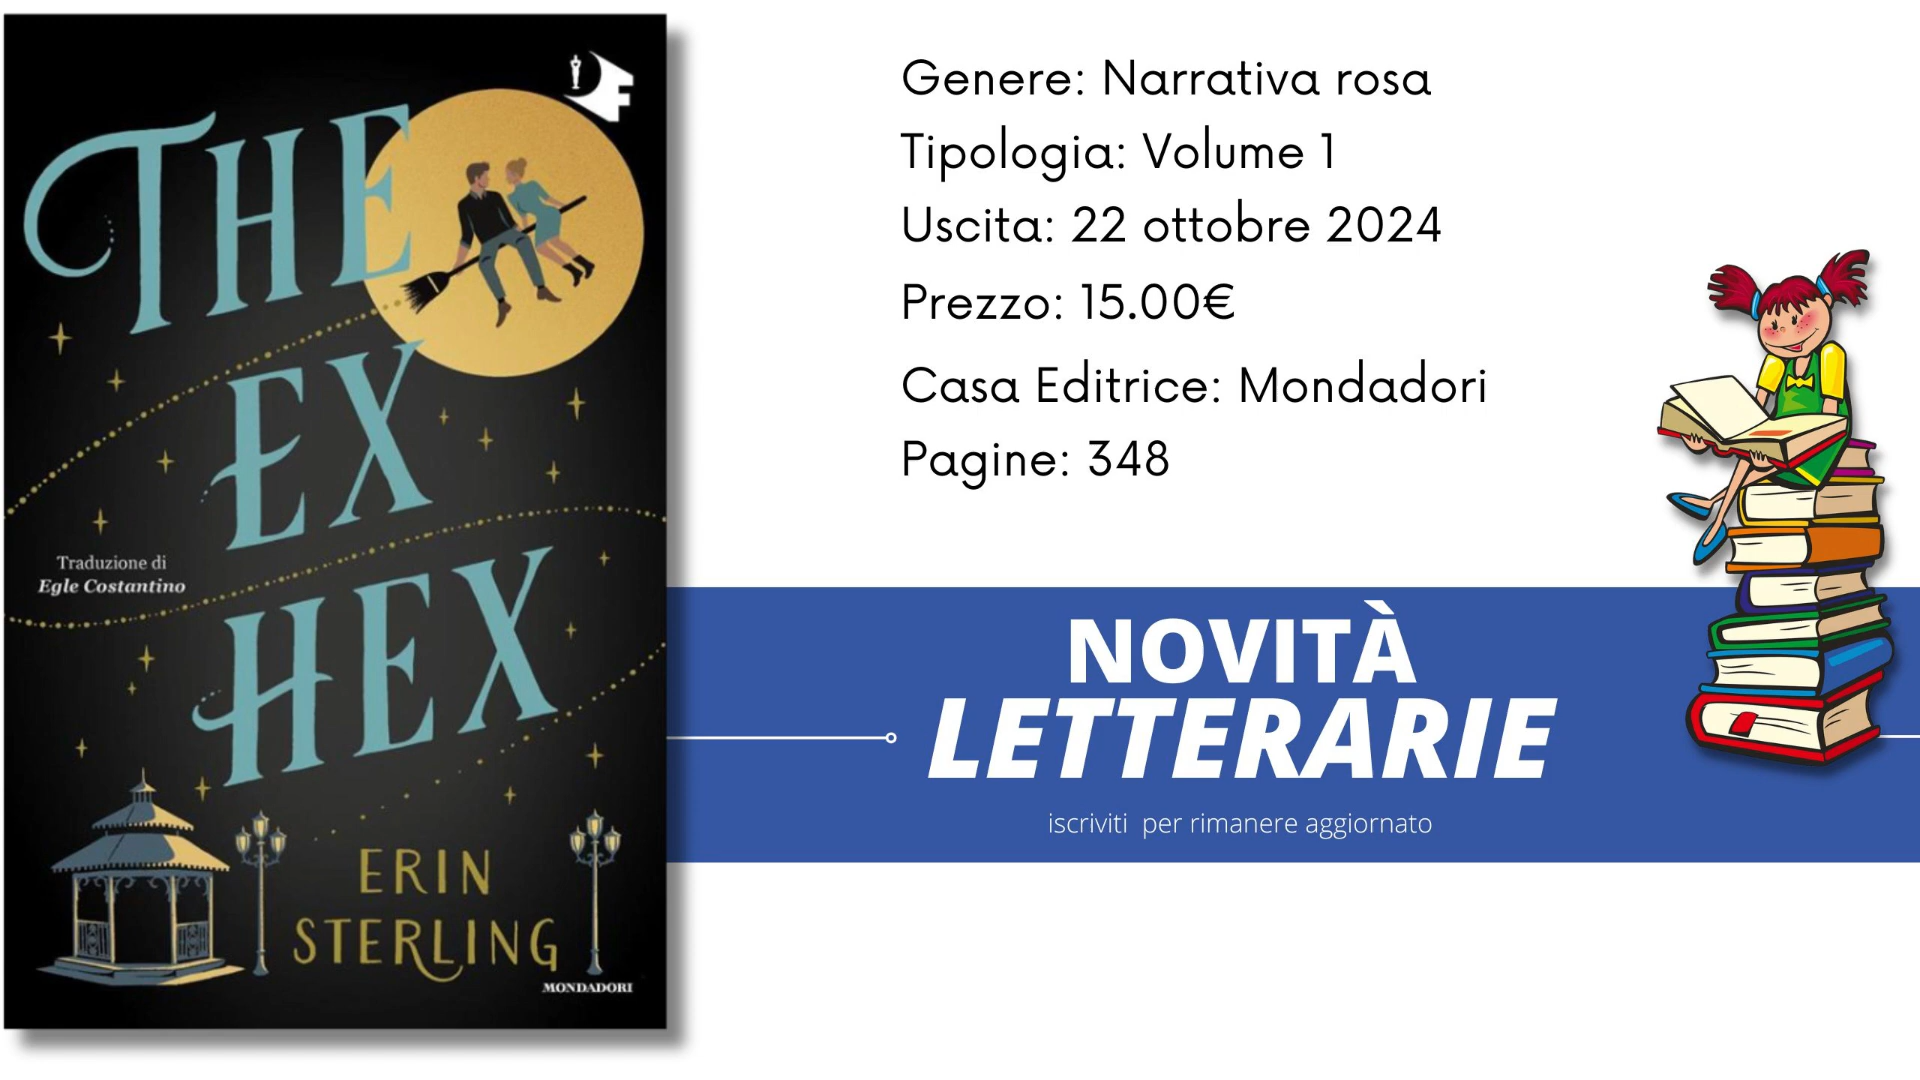 THE
EX
HEX
Traduzione di
Egle Costantino
ERIN
STERLING
MONDADORI
Genere: Narrativa rosa
Tipologia: Volume 1
Uscita: 22 ottobre 2024
Prezzo: 15.00€
Casa Editrice: Mondadori
Pagine: 348
NOVITÀ
LETTERARIE
iscriviti per rimanere aggiornato